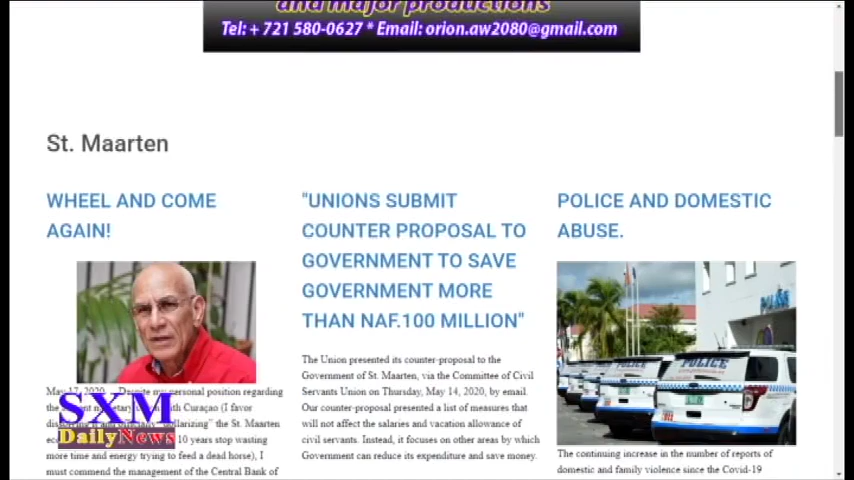 and major productions
Tel: + 721 580-0627 * Email: orion.aw2080@gmail.com
St. Maarten
WHEEL AND COME
AGAIN!
May 17, 2020 Despite my personal position regarding
the monetary with Curaçao (I favor
the St. Maarten
10 years stop wasting
more time and energy trying to feed a dead horse), I
must commend the management of the Central Bank of
SXM
DailyNews
"UNIONS SUBMIT
COUNTER PROPOSAL TO
GOVERNMENT TO SAVE
GOVERNMENT MORE
THAN NAF.100 MILLION"
The Union presented its counter-proposal to the
Government of St. Maarten, via the Committee of Civil
Servants Union on Thursday, May 14, 2020, by email.
Our counter-proposal presented a list of measures that
will not affect the salaries and vacation allowance of
civil servants. Instead, it focuses on other areas by which
Government can reduce its expenditure and save money.
POLICE AND DOMESTIC
ABUSE.
POLICE
POLICE
The continuing increase in the number of reports of
domestic and family violence since the Covid-19